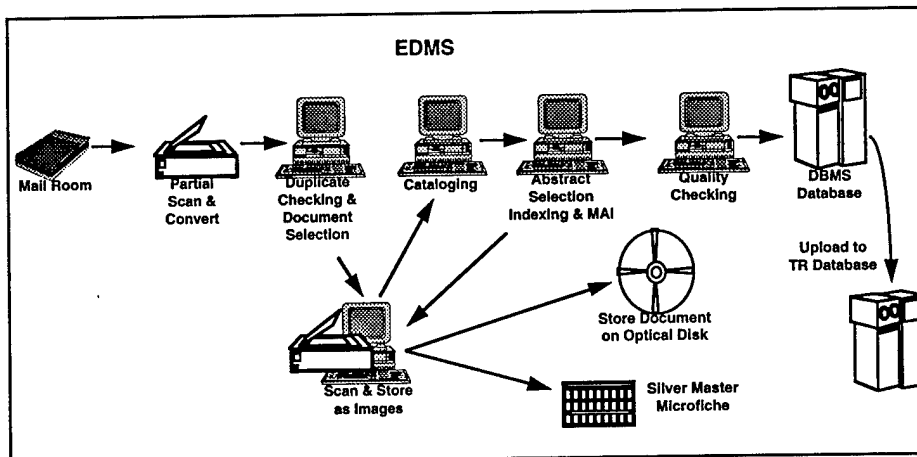 EDMS
Mail Room
Partial
Scan &
Convert
Duplicate
Checking &
Document
Selection
Cataloging
Abstract
Selection
Indexing & MAI
Quality
Checking
DBMS
Database
Upload to
TR Database
Scan & Store
as Images
Store Document
on Optical Disk
Silver Master
Microfiche